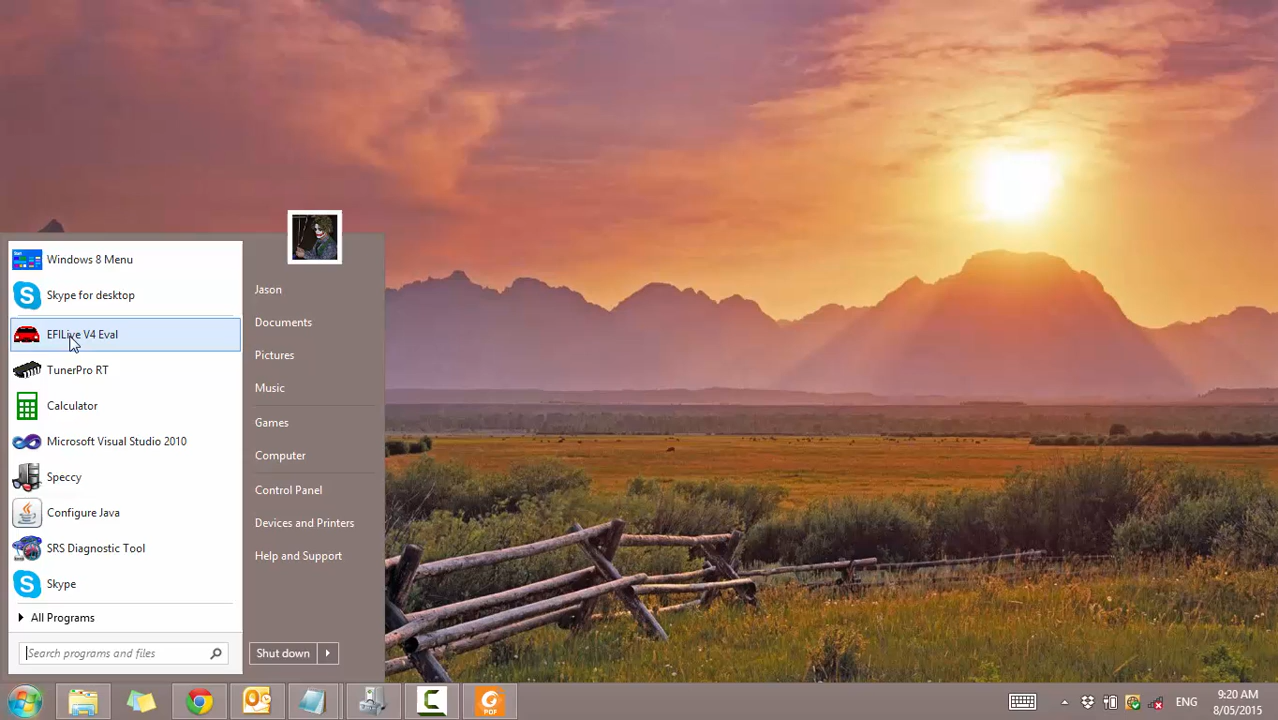 Windows 8 Menu
Skype for desktop
EFILive V4 Eval
TunerPro RT
Calculator
Microsoft Visual Studio 2010
Speccy
Configure Java
SRS Diagnostic Tool
Skype
All Programs
Search programs and files
Jason
Documents
Pictures
Music
Games
Computer
Control Panel
Devices and Printers
Help and Support
Shut down
PDF
ENG
9:20 AM
8/05/2015